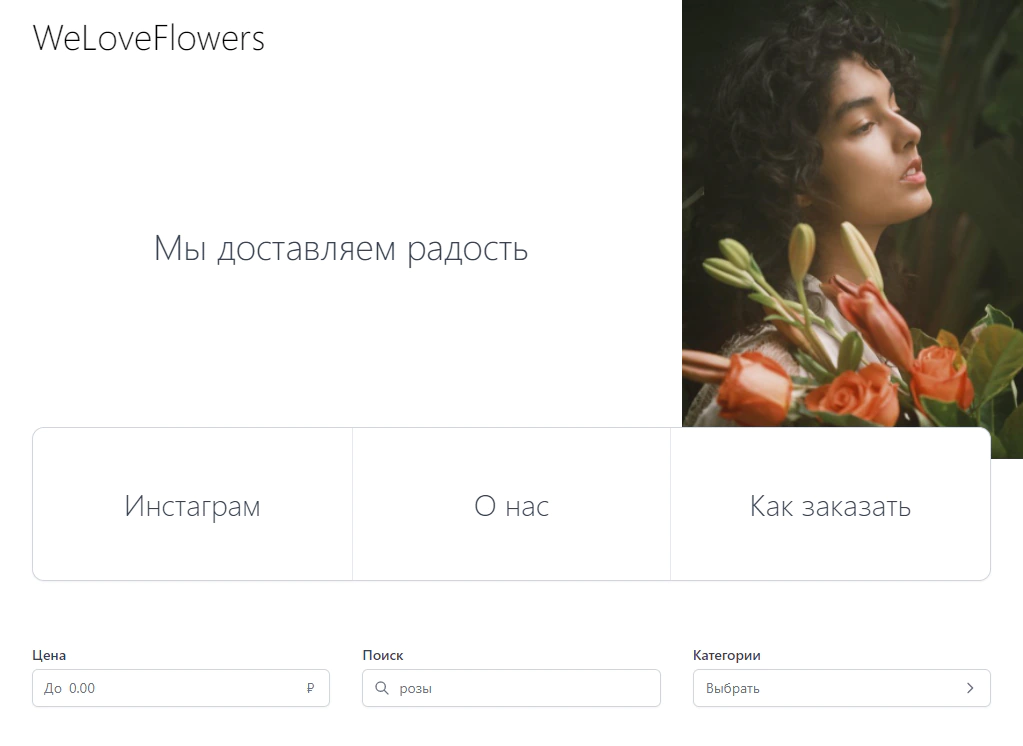 WeLoveFlowers
Мы доставляем радость
Инстаграм
О нас
Как заказать
Цена
До 0.00 ₽
Поиск
розы
Категории
Выбрать